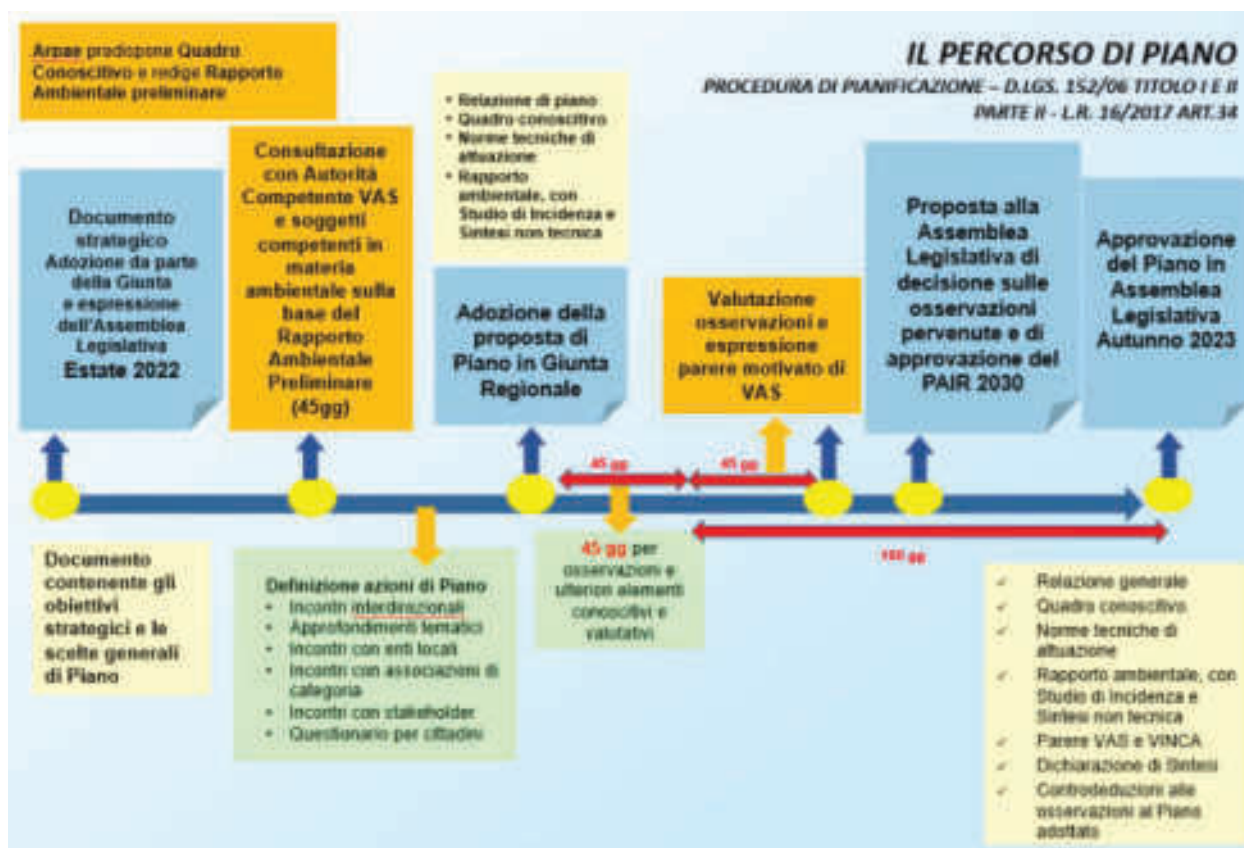 Arpae predispone Quadro
Conoscitivo e redige Rapporto
Ambientale preliminare
IL PERCORSO DI PIANO
PROCEDURA DI PIANIFICAZIONE – D.LGS. 152/06 TITOLO I E II
PARTE II - L.R. 16/2017 ART.34
Documento
strategico
Adozione da parte
della Giunta
e espressione
dell'Assemblea
Legislativa
Estate 2022
Consultazione
con Autorità
Competente VAS
e soggetti
competenti in
materia
ambientale sulla
base del
Rapporto
Ambientale
Preliminare
(45gg)
• Relazione di piano
• Quadro conoscitivo
• Norme tecniche di
attuazione
• Rapporto
ambientale, con
Studio di Incidenza e
Sintesi non tecnica
Adozione della
proposta di
Piano in Giunta
Regionale
Valutazione
osservazioni e
espressione
parere motivato di
VAS
Proposta alla
Assemblea
Legislativa di
decisione sulle
osservazioni
pervenute e di
approvazione del
PAIR 2030
Approvazione
del Piano in
Assemblea
Legislativa
Autunno 2023
45 gg
45 gg
gg
Documento
contenente gli
obiettivi
strategici e le
scelte generali
di Piano
Definizione azioni di Piano
• Incontri interdirezionali
• Approfondimenti tematici
• Incontri con enti locali
• Incontri con associazioni di
categoria
• Incontri con stakeholder
• Questionario per cittadini
45 gg per
osservazioni e
ulteriori elementi
conoscitivi e
valutativi
✓ Relazione generale
✓ Quadro conoscitivo
✓ Norme tecniche di
attuazione
✓ Rapporto ambientale, con
Studio di Incidenza e
Sintesi non tecnica
✓ Parere VAS e VINCA
✓ Dichiarazione di Sintesi
✓ Controdeduzioni alle
osservazioni al Piano
adottato